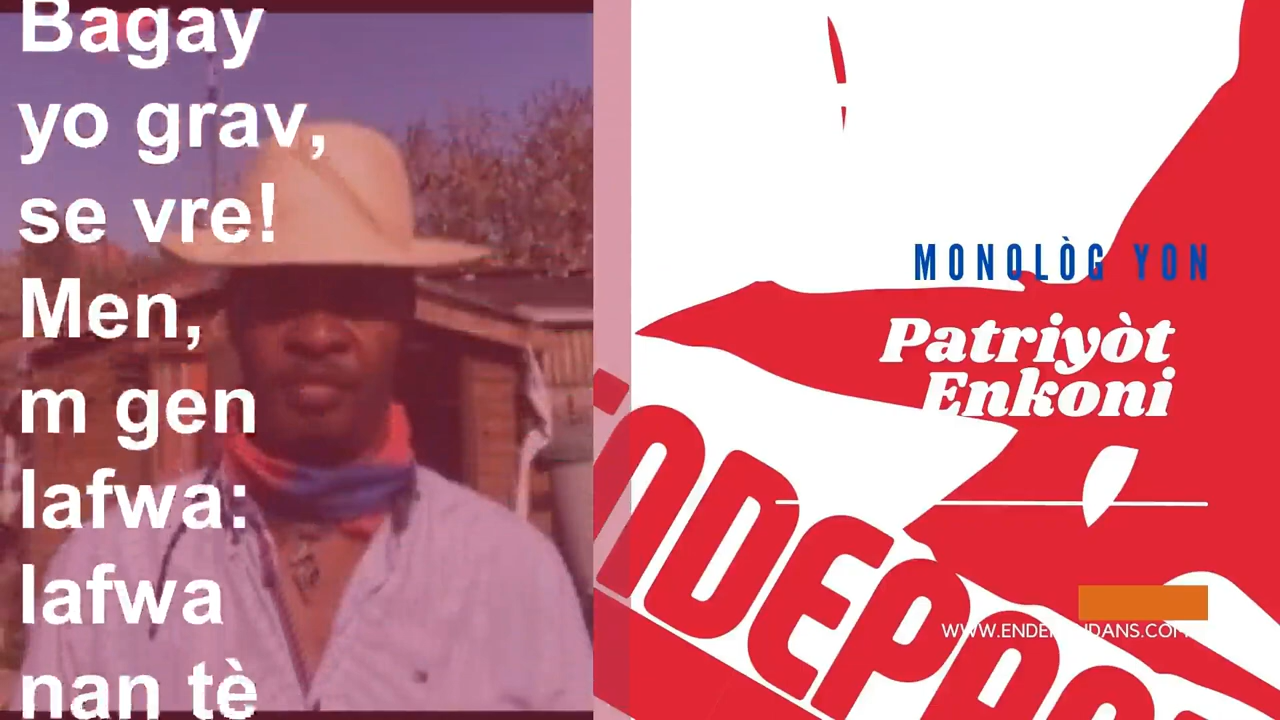 Bagay
yo grav,
se vre!
Men,
m gen
lafwa:
lafwa
nan tè
MONOLÒG YON
Patriyòt
Enkoni